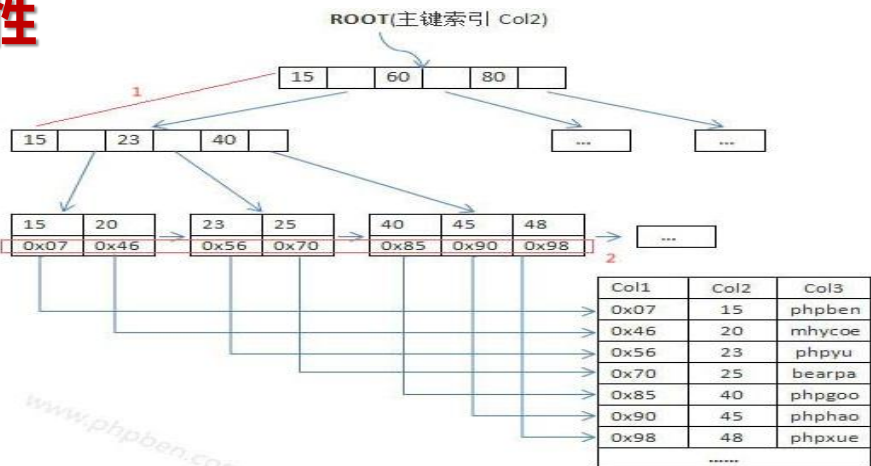 性
ROOT(主键索引 Col2)
15 60 80
1
15 23 40
... ...
15 20 23 25 40 45 48
0x07 0x46 0x56 0x70 0x85 0x90 0x98 ...
2
Col1 Col2 Col3
0x07 15 phpben
0x46 20 mhycoe
0x56 23 phpyu
0x70 25 bearpa
0x85 40 phpgoo
0x90 45 phphao
0x98 48 phpxue
......
www.phpben.com